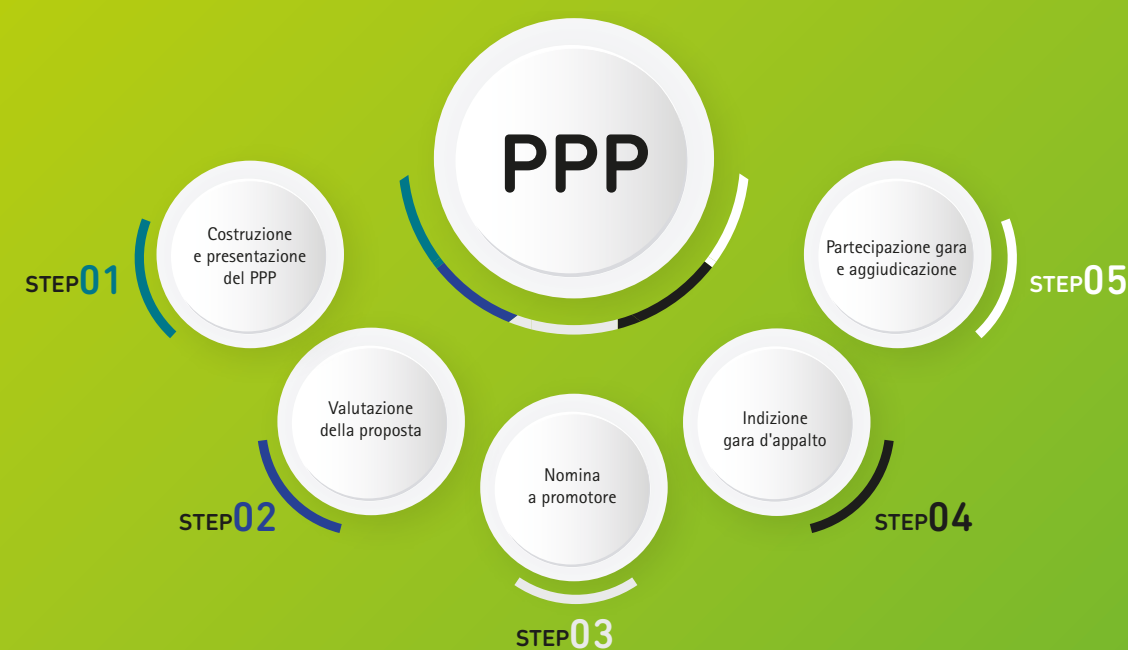 PPP
STEP01
Costruzione
e presentazione
del PPP
STEP02
Valutazione
della proposta
STEP03
Nomina
a promotore
STEP04
Indizione
gara d'appalto
STEP05
Partecipazione gara
e aggiudicazione